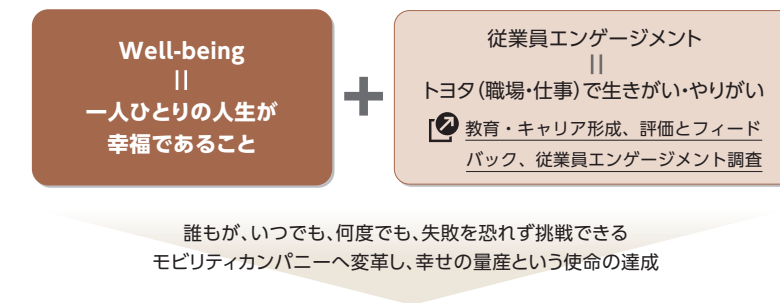 Well-being
||
一人ひとりの人生が
幸福であること
+
従業員エンゲージメント
||
トヨタ(職場・仕事)で生きがい・やりがい
教育・キャリア形成、評価とフィード
バック、従業員エンゲージメント調査
誰もが、いつでも、何度でも、失敗を恐れず挑戦できる
モビリティカンパニーへ変革し、幸せの量産という使命の達成